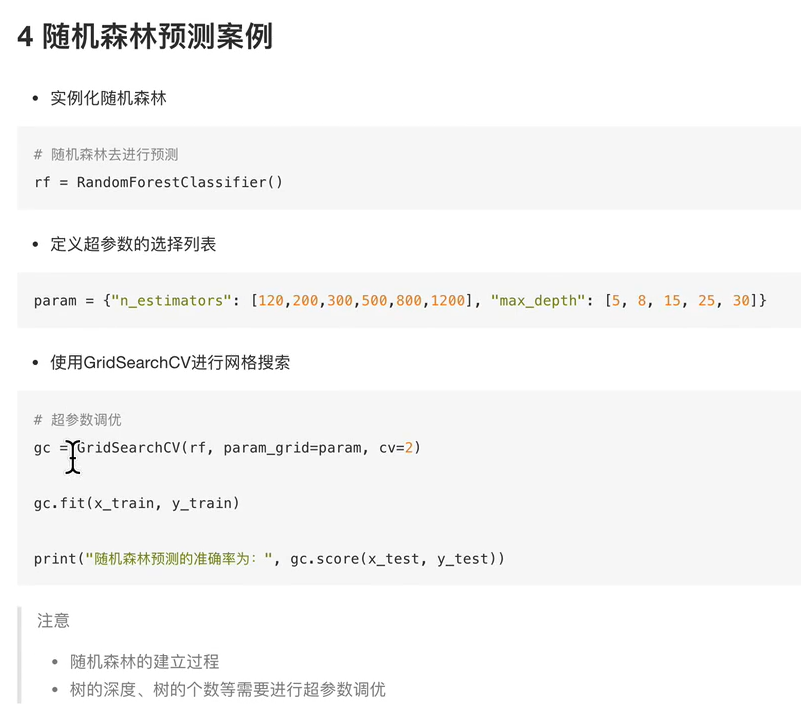 4 随机森林预测案例
• 实例化随机森林
# 随机森林去进行预测
rf = RandomForestClassifier()
• 定义超参数的选择列表
param = {"n_estimators": [120,200,300,500,800,1200], "max_depth": [5, 8, 15, 25, 30]}
• 使用GridSearchCV进行网格搜索
# 超参数调优
gc = GridSearchCV(rf, param_grid=param, cv=2)
gc.fit(x_train, y_train)
print("随机森林预测的准确率为：", gc.score(x_test, y_test))
注意
• 随机森林的建立过程
• 树的深度、树的个数等需要进行超参数调优